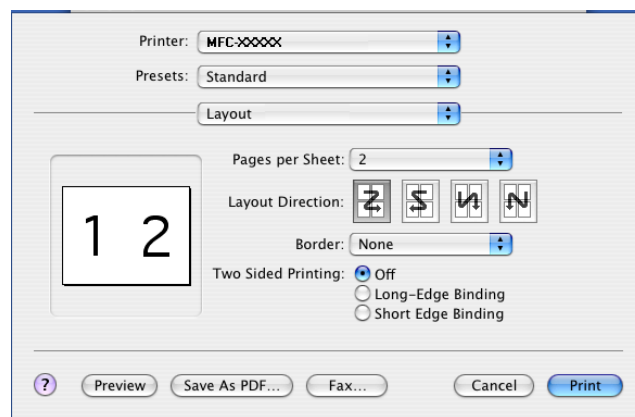 Printer: MFC-XXXXX
Presets: Standard
Layout
Pages per Sheet: 2
Layout Direction:
1 2
Border: None
Two Sided Printing: Off
Long-Edge Binding
Short Edge Binding
? Preview Save As PDF... Fax... Cancel Print